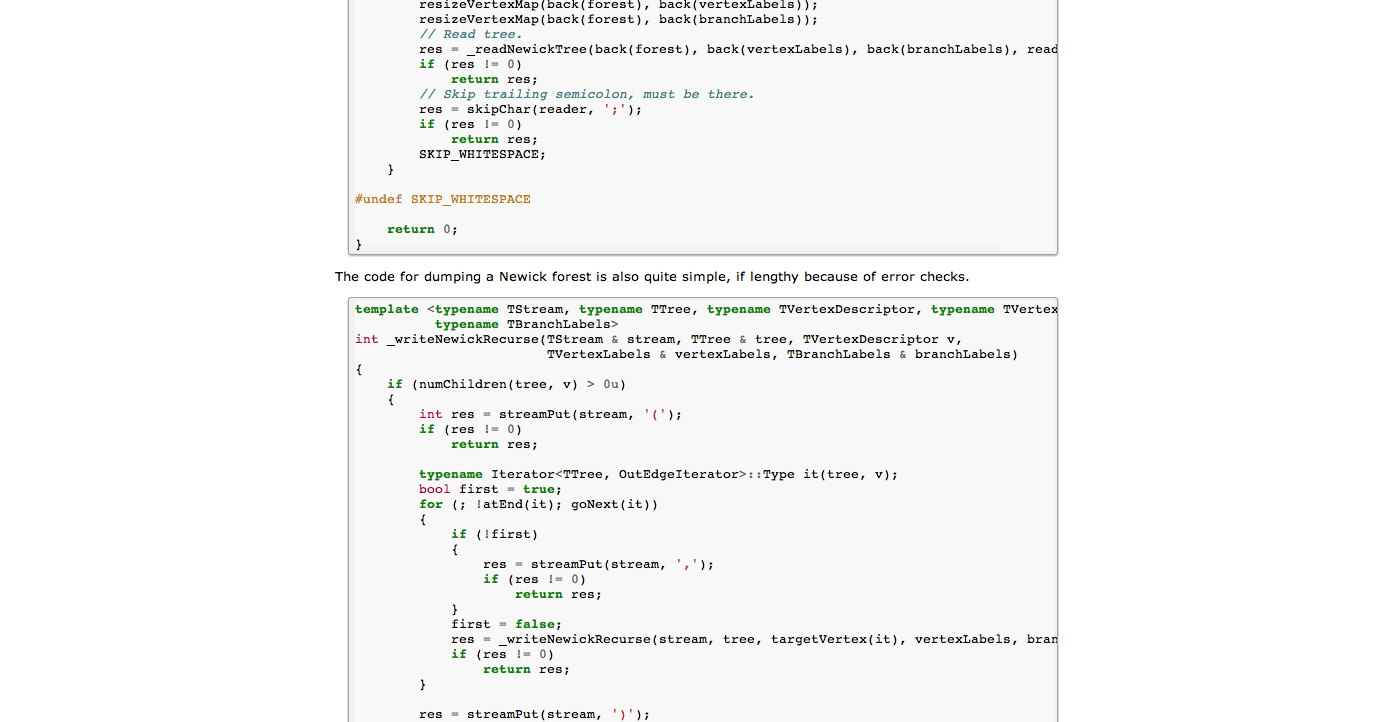 resizeVertexMap(back(forest), back(vertexLabels));
resizeVertexMap(back(forest), back(branchLabels));
// Read tree.
res = _readNewickTree(back(forest), back(vertexLabels), back(branchLabels), read
if (res != 0)
return res;
// Skip trailing semicolon, must be there.
res = skipChar(reader, ';');
if (res != 0)
return res;
SKIP_WHITESPACE;
}
#undef SKIP_WHITESPACE
return 0;
}
The code for dumping a Newick forest is also quite simple, if lengthy because of error checks.
template <typename TStream, typename TTree, typename TVertexDescriptor, typename TVertex
typename TBranchLabels>
int _writeNewickRecurse(TStream & stream, TTree & tree, TVertexDescriptor v,
TVertexLabels & vertexLabels, TBranchLabels & branchLabels)
{
if (numChildren(tree, v) > 0u)
{
int res = streamPut(stream, '(');
if (res != 0)
return res;
typename Iterator<TTree, OutEdgeIterator>::Type it(tree, v);
bool first = true;
for (; !atEnd(it); goNext(it))
{
if (!first)
{
res = streamPut(stream, ',');
if (res != 0)
return res;
}
first = false;
res = _writeNewickRecurse(stream, tree, targetVertex(it), vertexLabels, bran
if (res != 0)
return res;
}
res = streamPut(stream, ')');